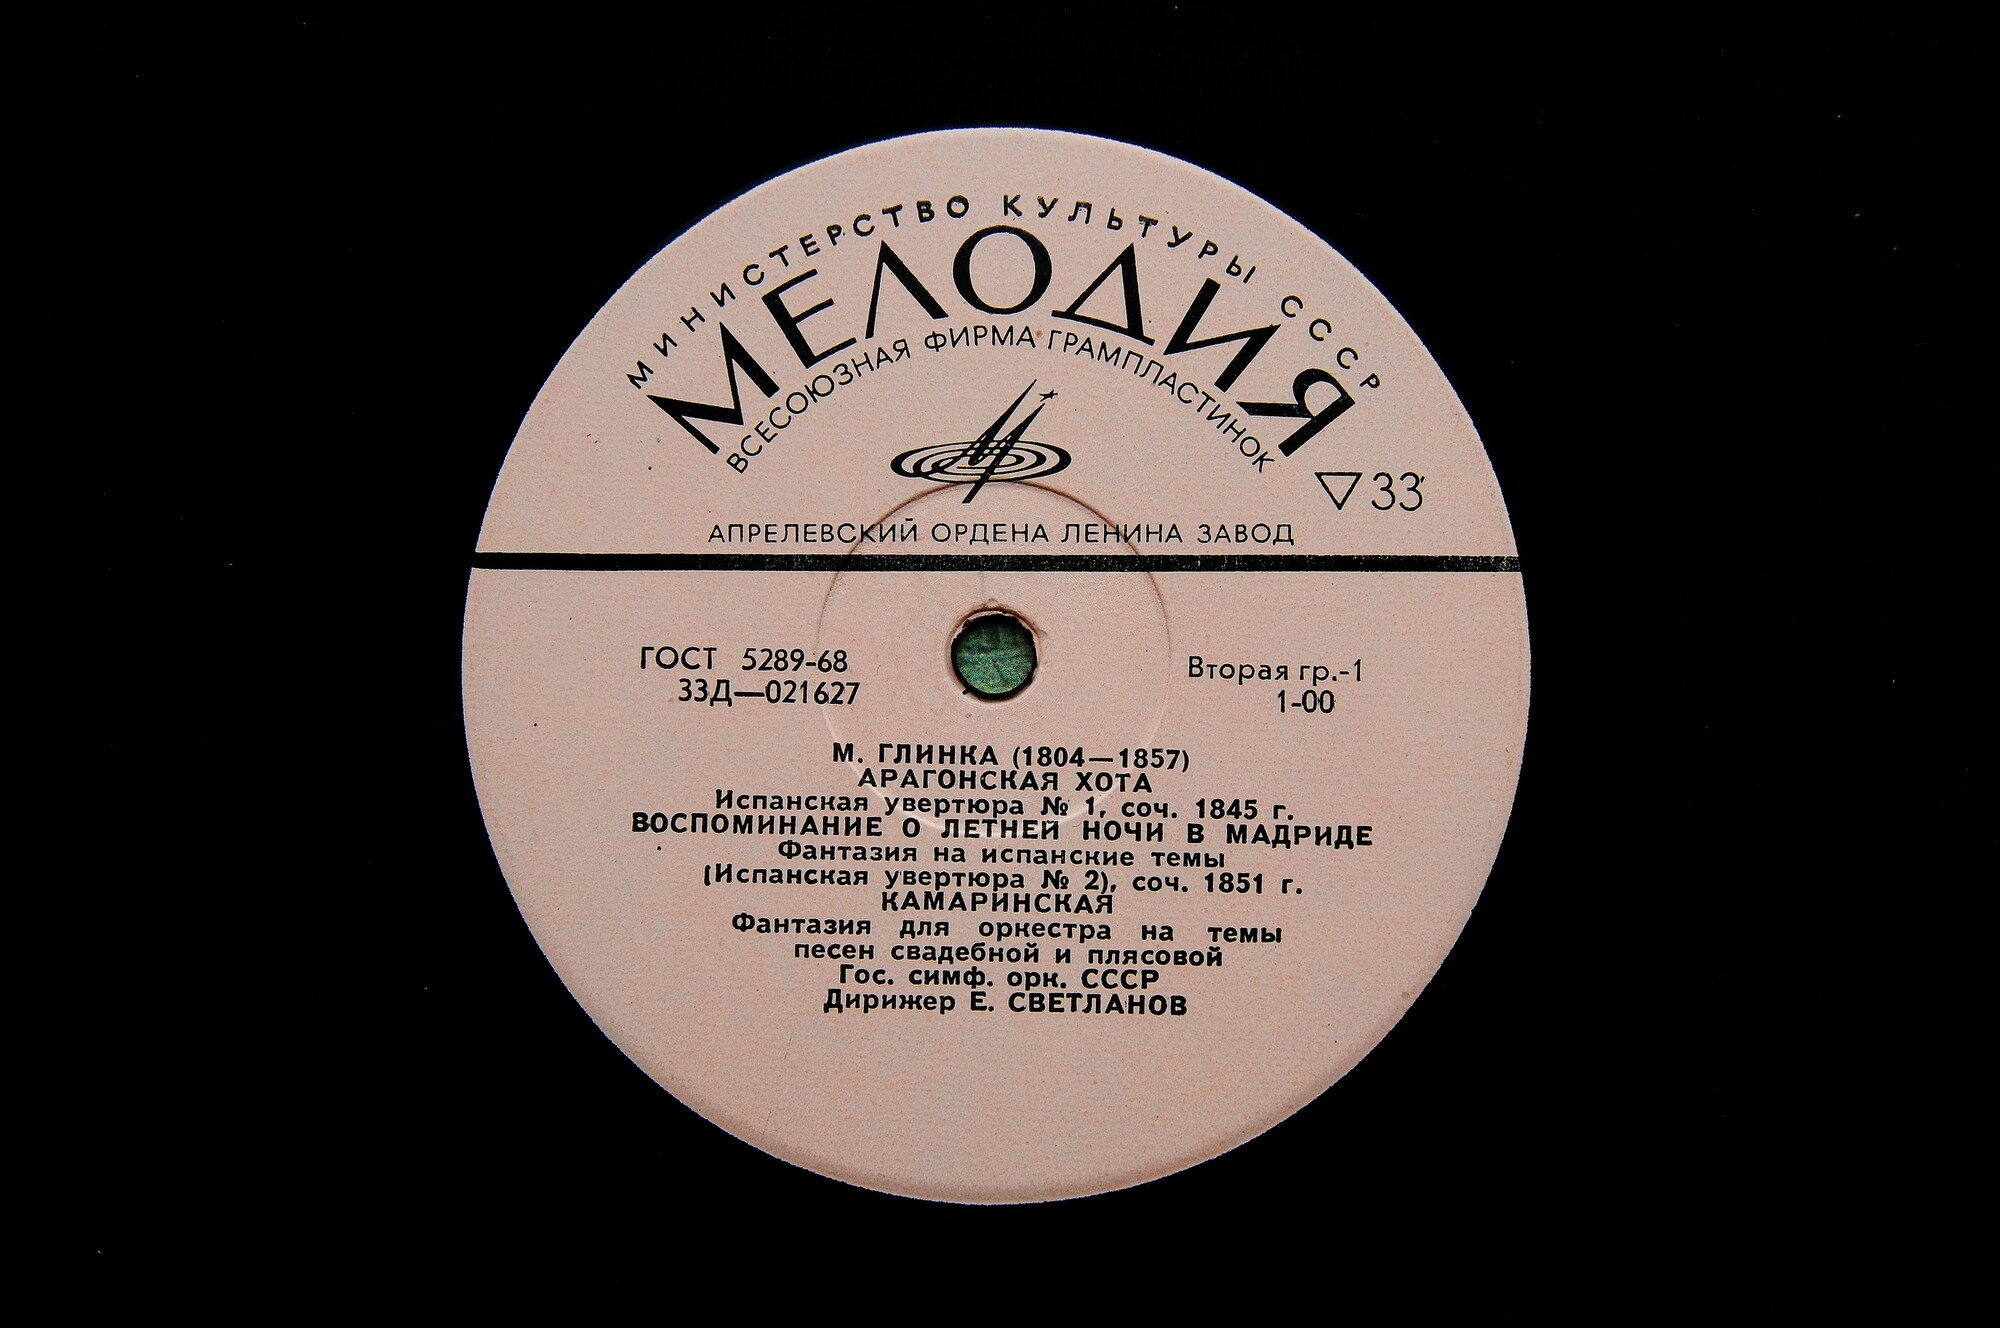 МИНИСТЕРСТВО КУЛЬТУРЫ СССР
МЕЛОДИЯ
ВСЕСОЮЗНАЯ ФИРМА ГРАМПЛАСТИНОК
▽ 33
АПРЕЛЕВСКИЙ ОРДЕНА ЛЕНИНА ЗАВОД
ГОСТ 5289-68
33Д—021627
Вторая гр.-1
1-00
М. ГЛИНКА (1804—1857)
АРАГОНСКАЯ ХОТА
Испанская увертюра № 1, соч. 1845 г.
ВОСПОМИНАНИЕ О ЛЕТНЕЙ НОЧИ В МАДРИДЕ
Фантазия на испанские темы
(Испанская увертюра № 2), соч. 1851 г.
КАМАРИНСКАЯ
Фантазия для оркестра на темы
песен свадебной и плясовой
Гос. симф. орк. СССР
Дирижер Е. СВЕТЛАНОВ